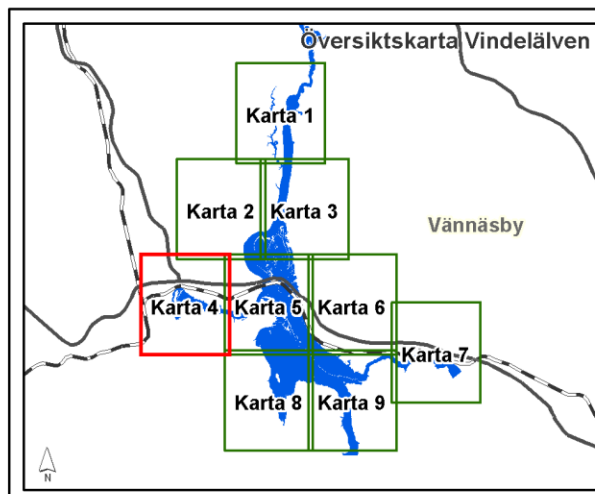 Översiktskarta Vindelälven
Karta 1
Karta 2
Karta 3
Vännäsby
Karta 4
Karta 5
Karta 6
Karta 7
Karta 8
Karta 9
N